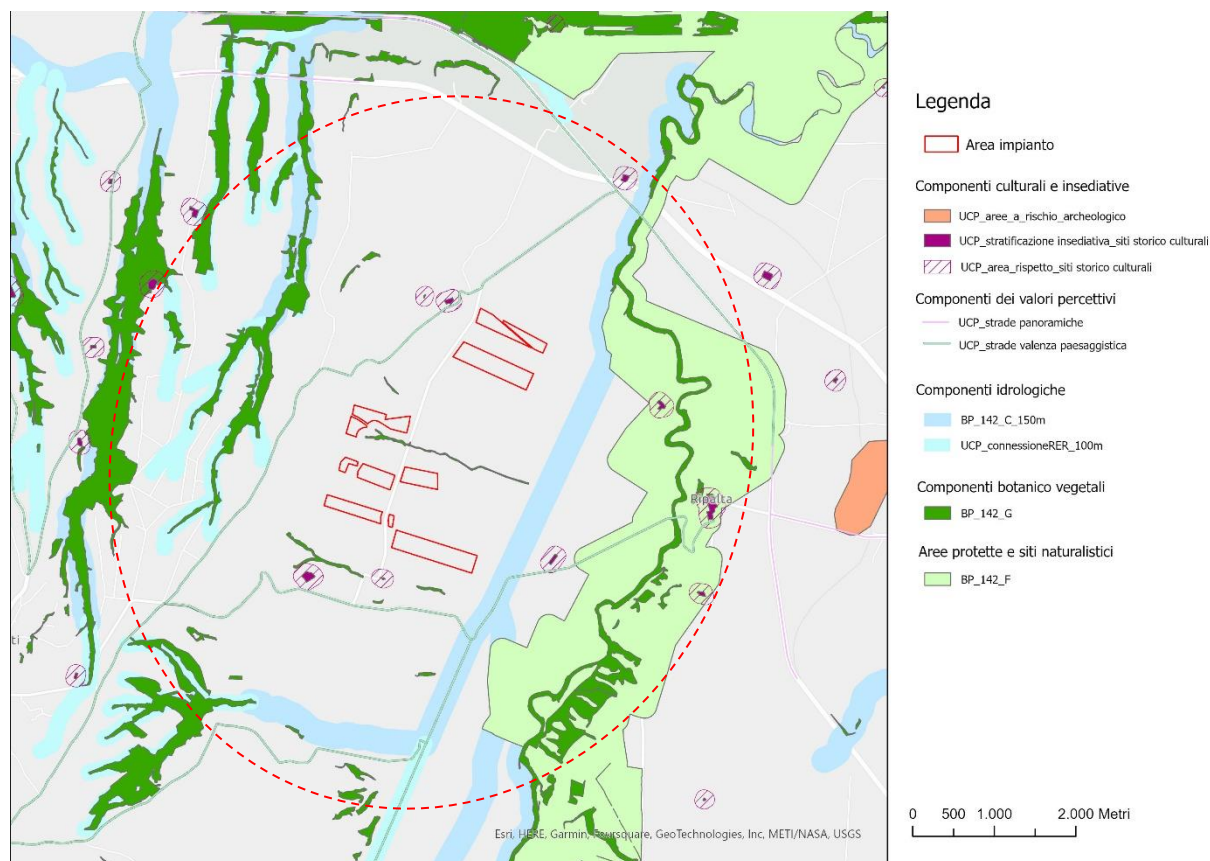 Ripalta
ti
Esri, HERE, Garmin, Foursquare, GeoTechnologies, Inc, METI/NASA, USGS
Legenda
Area impianto
Componenti culturali e insediative
UCP_aree_a_rischio_archeologico
UCP_stratificazione insediativa_siti storico culturali
UCP_area_rispetto_siti storico culturali
Componenti dei valori percettivi
UCP_strade panoramiche
UCP_strade valenza paesaggistica
Componenti idrologiche
BP_142_C_150m
UCP_connessioneRER_100m
Componenti botanico vegetali
BP_142_G
Aree protette e siti naturalistici
BP_142_F
0 500 1.000 2.000 Metri